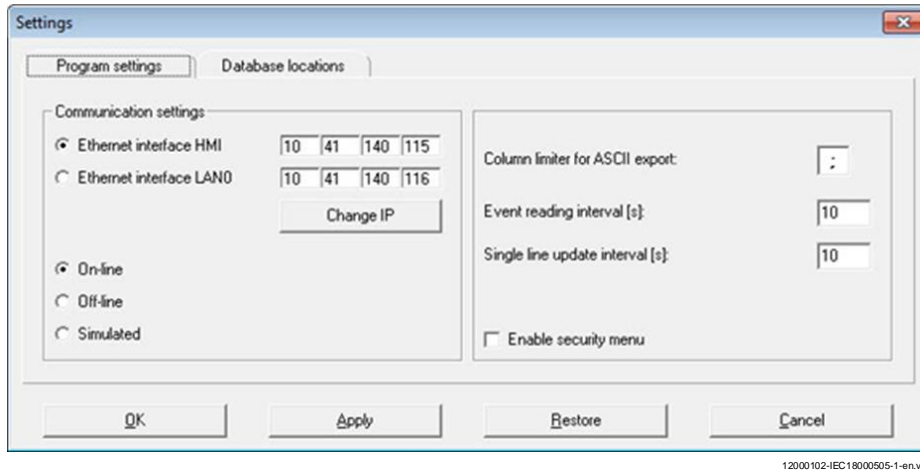 Settings
Program settings
Database locations
Communication settings
Ethernet interface HMI 10 41 140 115
Ethernet interface LAN0 10 41 140 116
Change IP
On-line
Off-line
Simulated
Column limiter for ASCII export: ;
Event reading interval [s]: 10
Single line update interval [s]: 10
Enable security menu
OK
Apply
Restore
Cancel
12000102-IEC18000505-1-en.v